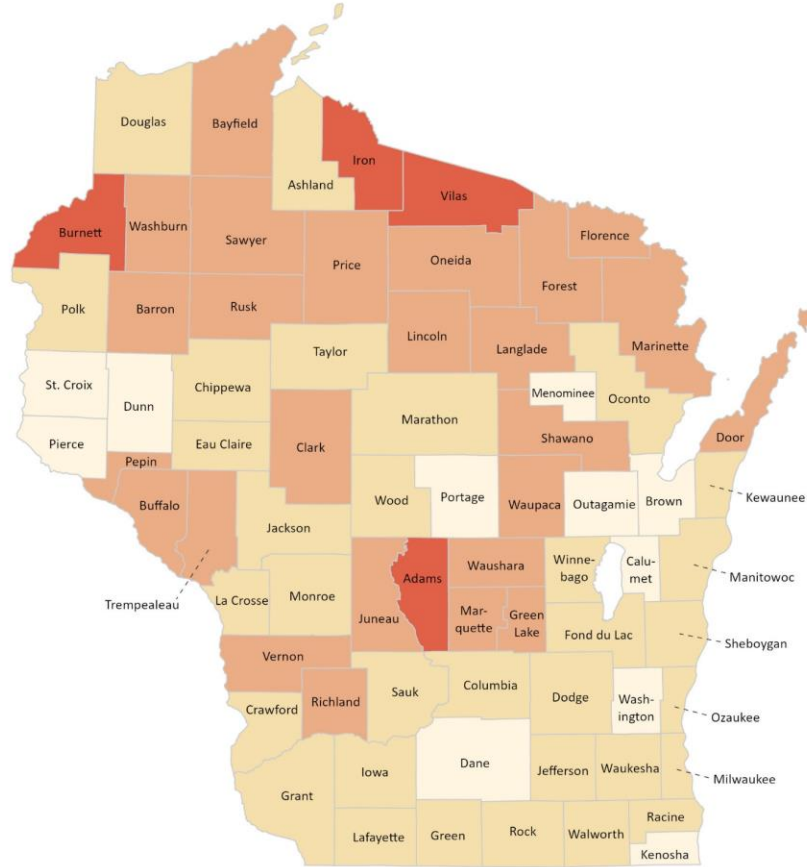 Douglas
Bayfield
Iron
Ashland
Vilas
Burnett
Washburn
Sawyer
Price
Oneida
Florence
Forest
Polk
Barron
Rusk
Lincoln
Langlade
Marinette
Taylor
St. Croix
Dunn
Chippewa
Menominee
Oconto
Marathon
Pierce
Eau Claire
Clark
Shawano
Door
Pepin
Buffalo
Wood
Portage
Waupaca
Outagamie
Brown
Kewaunee
Jackson
Trempealeau
La Crosse
Monroe
Juneau
Adams
Waushara
Winne-
bago
Calu-
met
Manitowoc
Mar-
quette
Green
Lake
Fond du Lac
Sheboygan
Vernon
Richland
Sauk
Columbia
Dodge
Wash-
ington
Ozaukee
Crawford
Iowa
Dane
Jefferson
Waukesha
Milwaukee
Grant
Lafayette
Green
Rock
Walworth
Racine
Kenosha